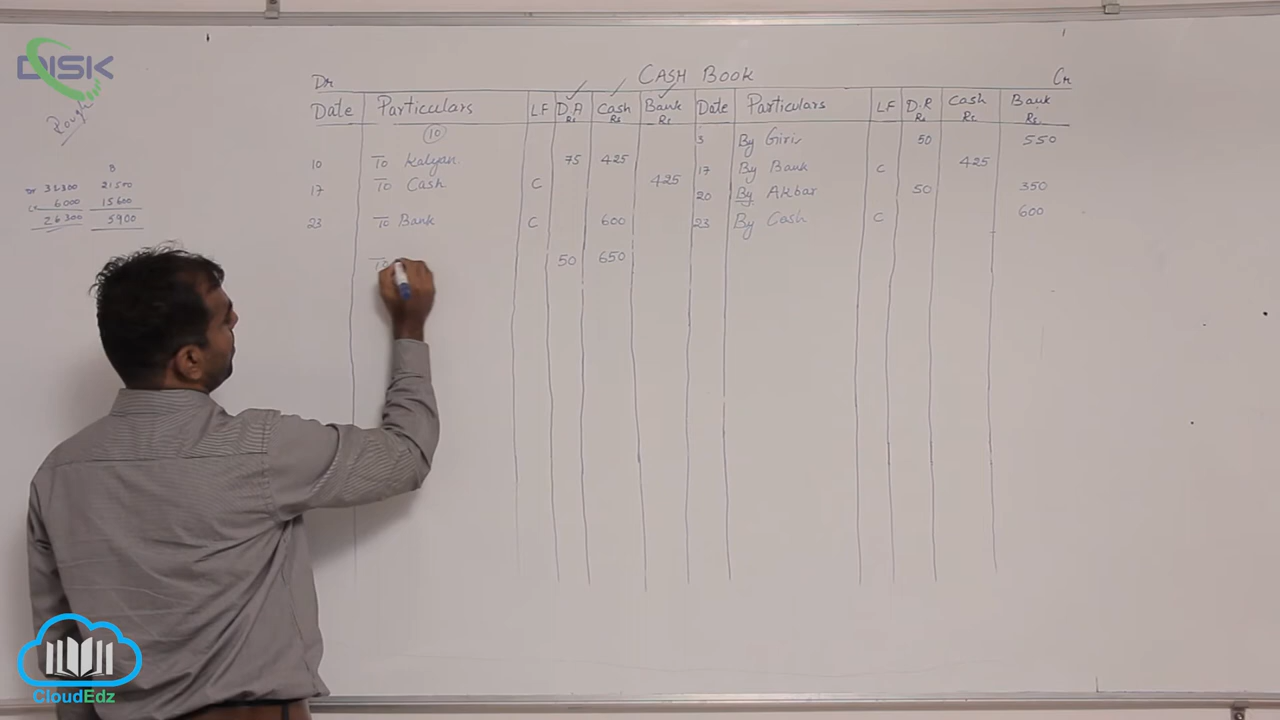 DISK
Rough
B
31300 21500
6000 15600
26300 5900
CASH BOOK
Dr Cr
Date Particulars LF D.A Rs Cash Rs Bank Rs Date Particulars LF D.R Rs Cash Rs Bank Rs
10
3 By Giri 50 550
10 To Kalyan 75 425
17 By Bank C 425
17 To Cash C 425
20 By Akbar 50 350
23 To Bank C 600
23 By Cash C 600
To 50 650
CloudEdz